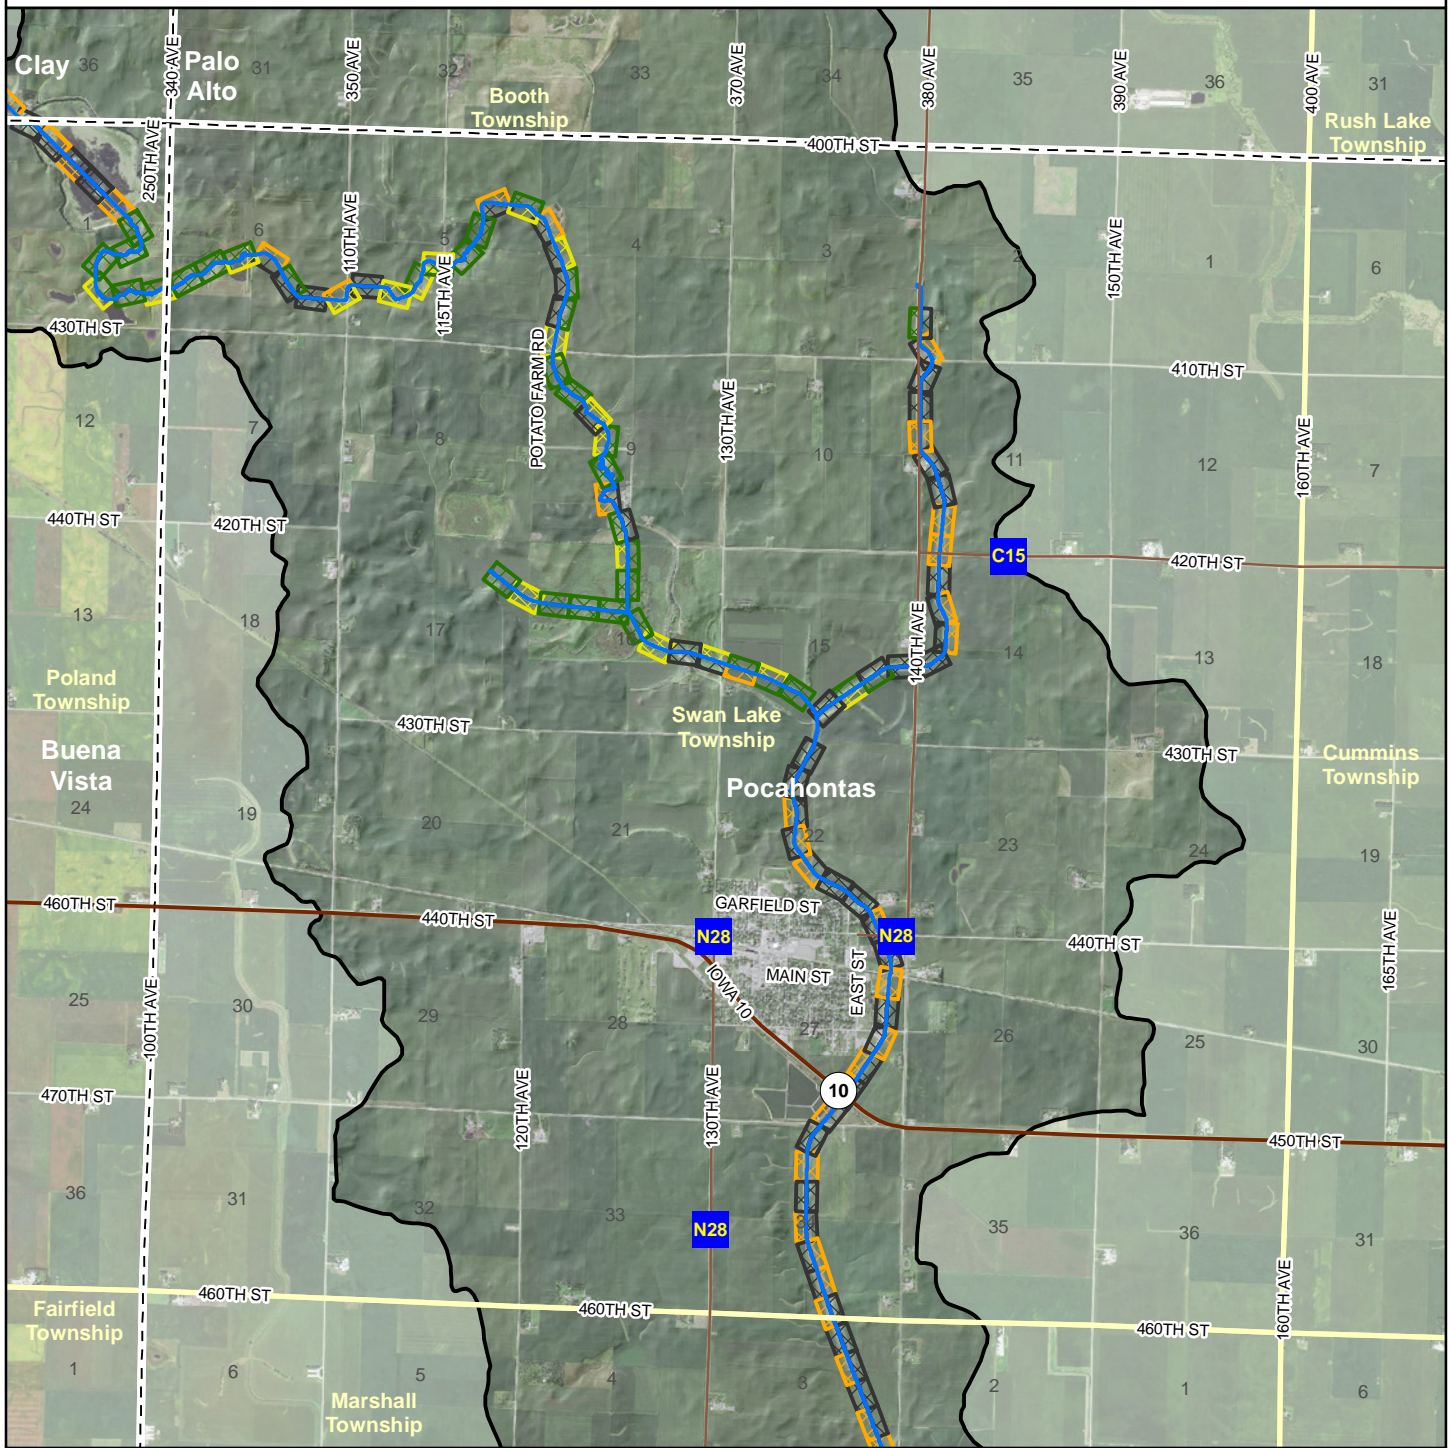 Clay
36
340 AVE
Palo
Alto
31
350 AVE
32
Booth
Township
33
370 AVE
34
380 AVE
35
390 AVE
36
400 AVE
31
Rush Lake
Township
400TH ST
250TH AVE
1
6
110TH AVE
5
115TH AVE
4
3
2
150TH AVE
1
6
430TH ST
POTATO FARM RD
410TH ST
12
7
8
9
130TH AVE
10
11
12
160TH AVE
7
440TH ST
420TH ST
C15
420TH ST
13
18
17
16
15
140TH AVE
14
13
18
Poland
Township
430TH ST
Swan Lake
Township
430TH ST
Cummins
Township
Buena
Vista
Pocahontas
24
19
20
21
22
23
24
19
460TH ST
440TH ST
GARFIELD ST
N28
N28
440TH ST
165TH AVE
IOWA 10
MAIN ST
EAST ST
25
100TH AVE
30
29
28
27
26
25
30
470TH ST
120TH AVE
130TH AVE
10
450TH ST
36
31
32
33
N28
35
36
31
460TH ST
460TH ST
460TH ST
160TH AVE
Fairfield
Township
1
6
5
4
3
2
1
6
Marshall
Township